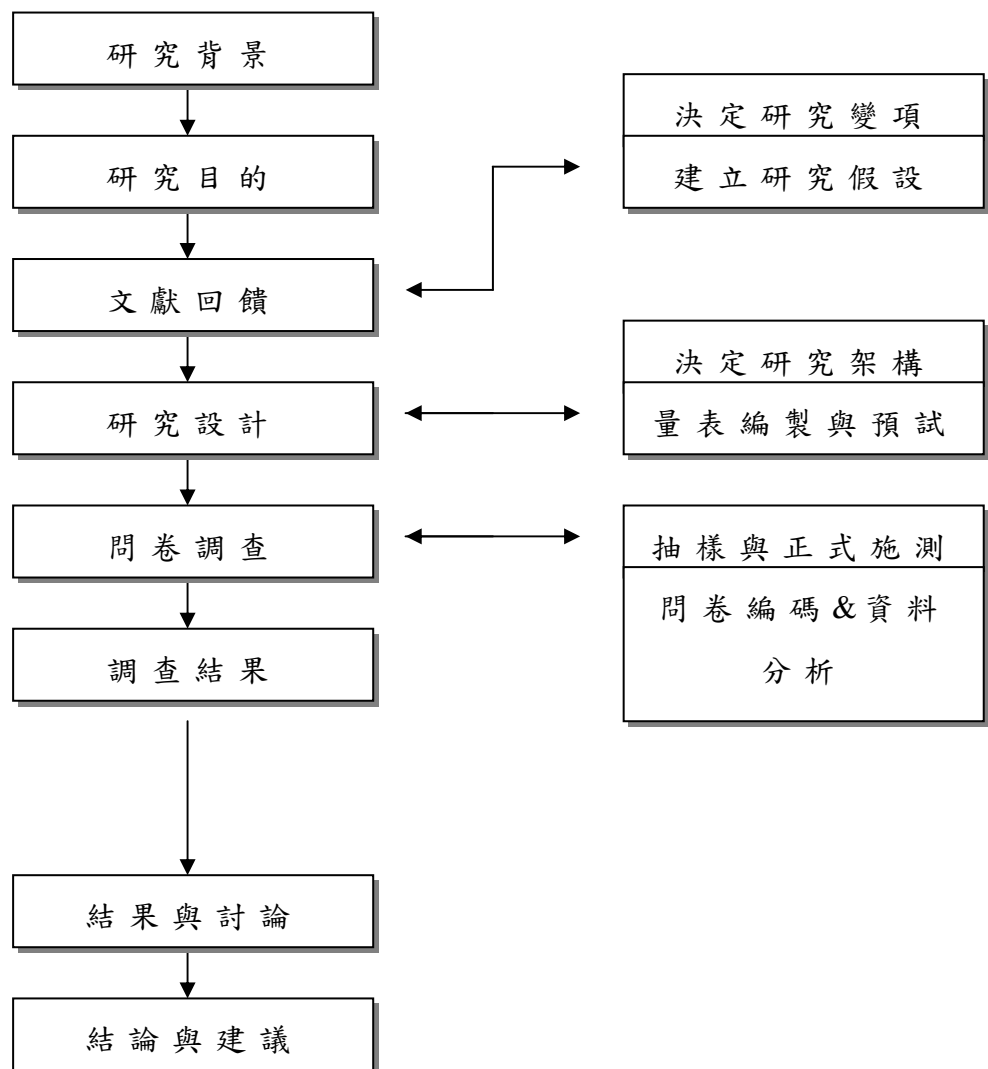 研究背景
研究目的
文獻回饋
研究設計
問卷調查
調查結果
結果與討論
結論與建議
決定研究變項
建立研究假設
決定研究架構
量表編製與預試
抽樣與正式施測
問卷編碼&資料
分析